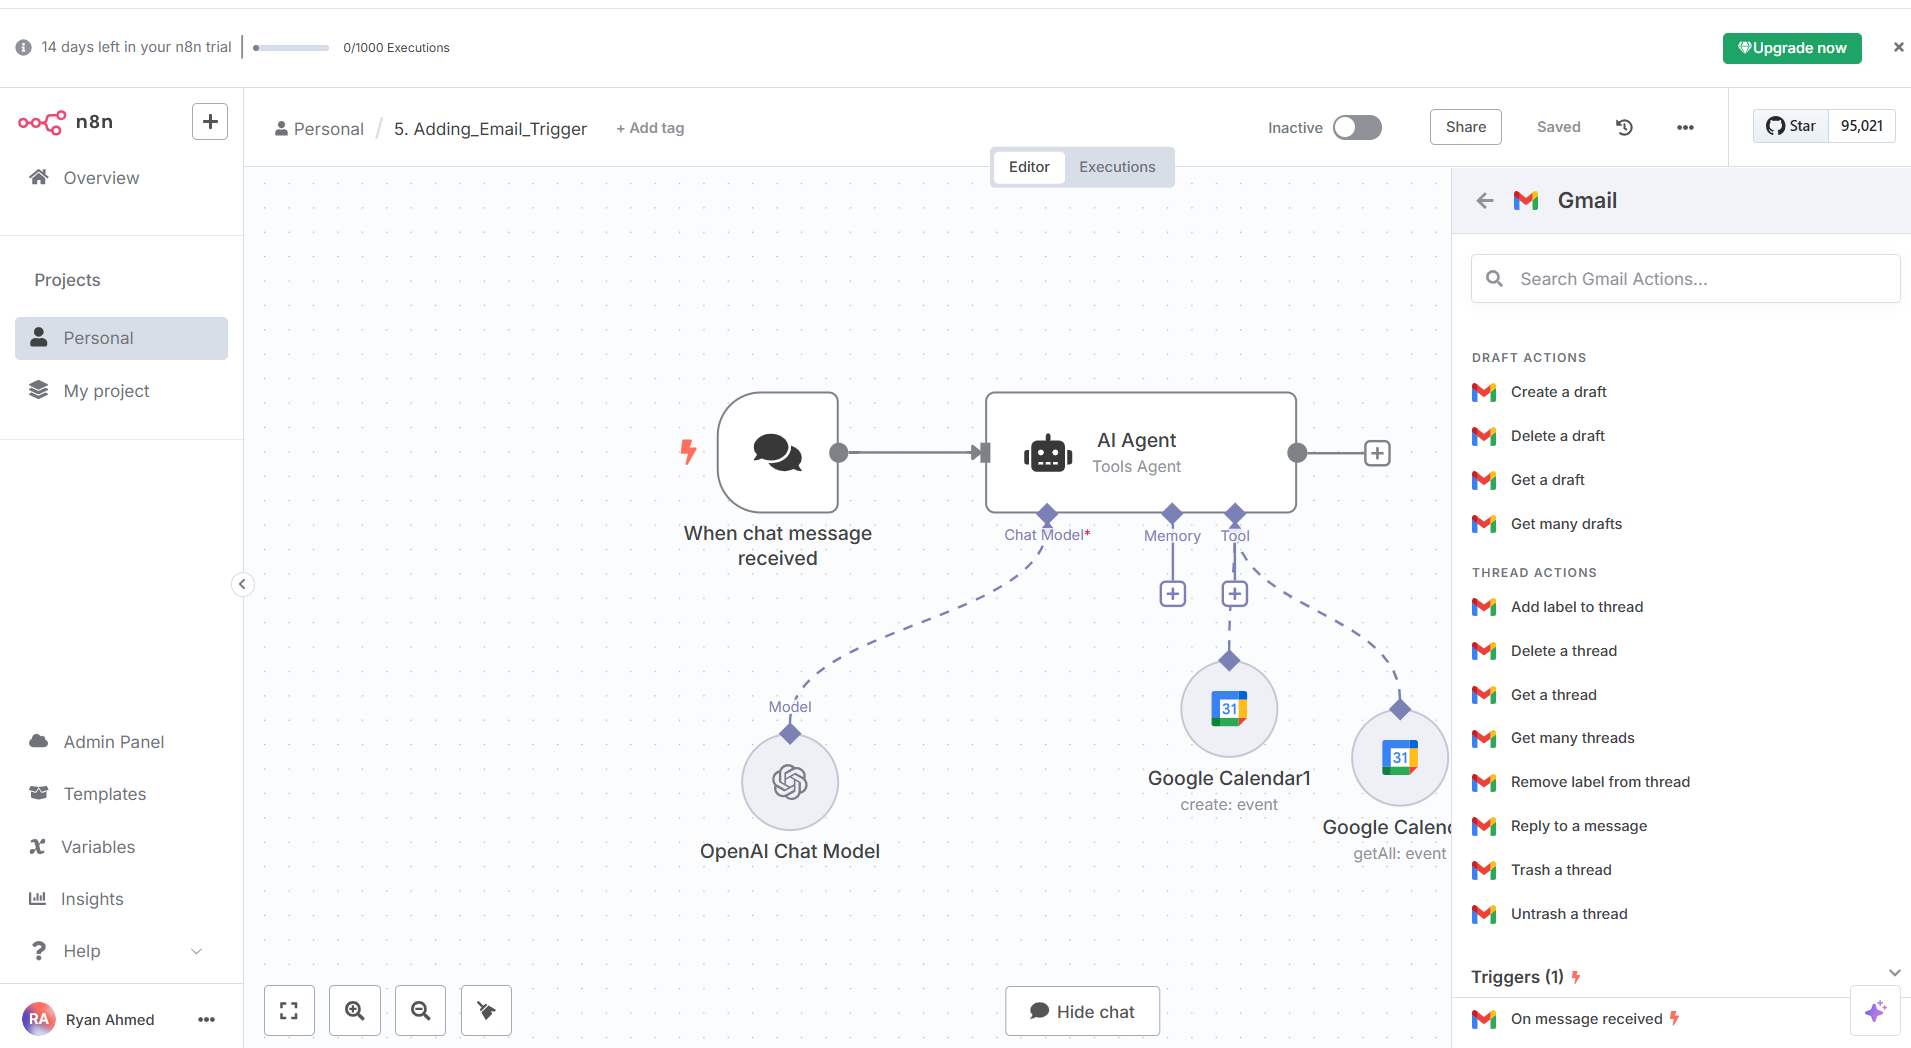 14 days left in your n8n trial
0/1000 Executions
Upgrade now
n8n
Overview
Projects
Personal
My project
Admin Panel
Templates
Variables
Insights
Help
RA
Ryan Ahmed
Personal / 5. Adding_Email_Trigger
+ Add tag
Inactive
Share
Saved
Star
95,021
Editor
Executions
When chat message
received
AI Agent
Tools Agent
Chat Model*
Memory
Tool
Model
OpenAI Chat Model
31
Google Calendar1
create: event
31
Google Calend
getAll: event
Hide chat
Gmail
Search Gmail Actions...
DRAFT ACTIONS
Create a draft
Delete a draft
Get a draft
Get many drafts
THREAD ACTIONS
Add label to thread
Delete a thread
Get a thread
Get many threads
Remove label from thread
Reply to a message
Trash a thread
Untrash a thread
Triggers (1)
On message received